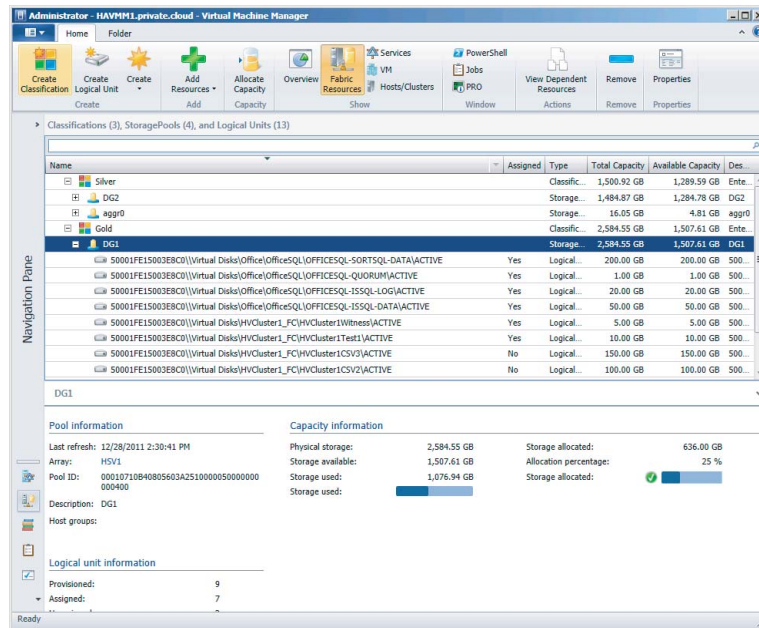 Administrator - HAVMM1.private.cloud - Virtual Machine Manager
Home Folder
Create Classification
Create Logical Unit
Create
Add Resources
Allocate Capacity
Overview
Fabric Resources
Services
VM
Hosts/Clusters
PowerShell
Jobs
PRO
View Dependent Resources
Remove
Properties
Create Add Capacity Show Window Actions Remove Properties
Classifications (3), StoragePools (4), and Logical Units (13)
Name Assigned Type Total Capacity Available Capacity Des...
Silver Classific... 1,500.92 GB 1,289.59 GB Ente...
DG2 Storage... 1,484.87 GB 1,284.78 GB DG2
aggr0 Storage... 16.05 GB 4.81 GB aggr0
Gold Classific... 2,584.55 GB 1,507.61 GB Ente...
DG1 Storage... 2,584.55 GB 1,507.61 GB DG1
50001FE15003E8C0\\Virtual Disks\Office\OfficeSQL\OFFICESQL-SORTSQL-DATA\ACTIVE Yes Logical... 200.00 GB 200.00 GB 500...
50001FE15003E8C0\\Virtual Disks\Office\OfficeSQL\OFFICESQL-QUORUM\ACTIVE Yes Logical... 1.00 GB 1.00 GB 500...
50001FE15003E8C0\\Virtual Disks\Office\OfficeSQL\OFFICESQL-ISSQL-LOG\ACTIVE Yes Logical... 20.00 GB 20.00 GB 500...
50001FE15003E8C0\\Virtual Disks\Office\OfficeSQL\OFFICESQL-ISSQL-DATA\ACTIVE Yes Logical... 50.00 GB 50.00 GB 500...
50001FE15003E8C0\\Virtual Disks\HVCluster1_FC\HVCluster1Witness\ACTIVE Yes Logical... 5.00 GB 5.00 GB 500...
50001FE15003E8C0\\Virtual Disks\HVCluster1_FC\HVCluster1Test1\ACTIVE Yes Logical... 10.00 GB 10.00 GB 500...
50001FE15003E8C0\\Virtual Disks\HVCluster1_FC\HVCluster1CSV3\ACTIVE No Logical... 150.00 GB 150.00 GB 500...
50001FE15003E8C0\\Virtual Disks\HVCluster1_FC\HVCluster1CSV2\ACTIVE No Logical... 100.00 GB 100.00 GB 500...
Navigation Pane
DG1
Pool information
Last refresh: 12/28/2011 2:30:41 PM
Array: HSV1
Pool ID: 00010710B40805603A2510000050000000
000400
Description: DG1
Host groups:
Capacity information
Physical storage: 2,584.55 GB
Storage available: 1,507.61 GB
Storage used: 1,076.94 GB
Storage used:
Storage allocated: 636.00 GB
Allocation percentage: 25 %
Storage allocated:
Logical unit information
Provisioned: 9
Assigned: 7
Ready